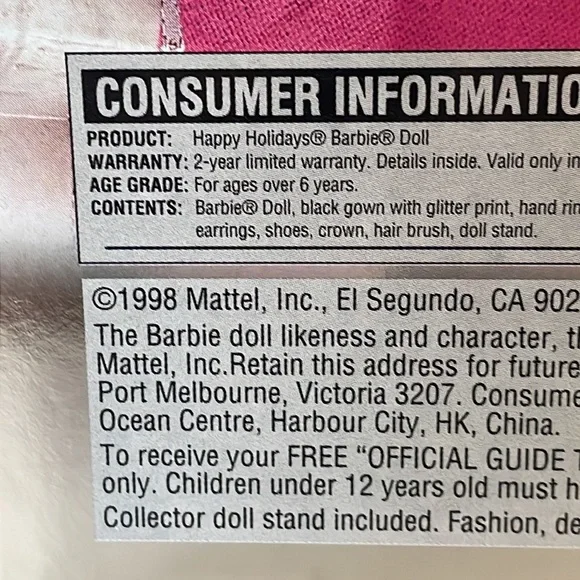 CONSUMER INFORMATIO
PRODUCT: Happy Holidays® Barbie® Doll
WARRANTY: 2-year limited warranty. Details inside. Valid only in
AGE GRADE: For ages over 6 years.
CONTENTS: Barbie® Doll, black gown with glitter print, hand rin
earrings, shoes, crown, hair brush, doll stand.
©1998 Mattel, Inc., El Segundo, CA 902
The Barbie doll likeness and character, th
Mattel, Inc.Retain this address for future
Port Melbourne, Victoria 3207. Consume
Ocean Centre, Harbour City, HK, China.
To receive your FREE “OFFICIAL GUIDE T
only. Children under 12 years old must h
Collector doll stand included. Fashion, de